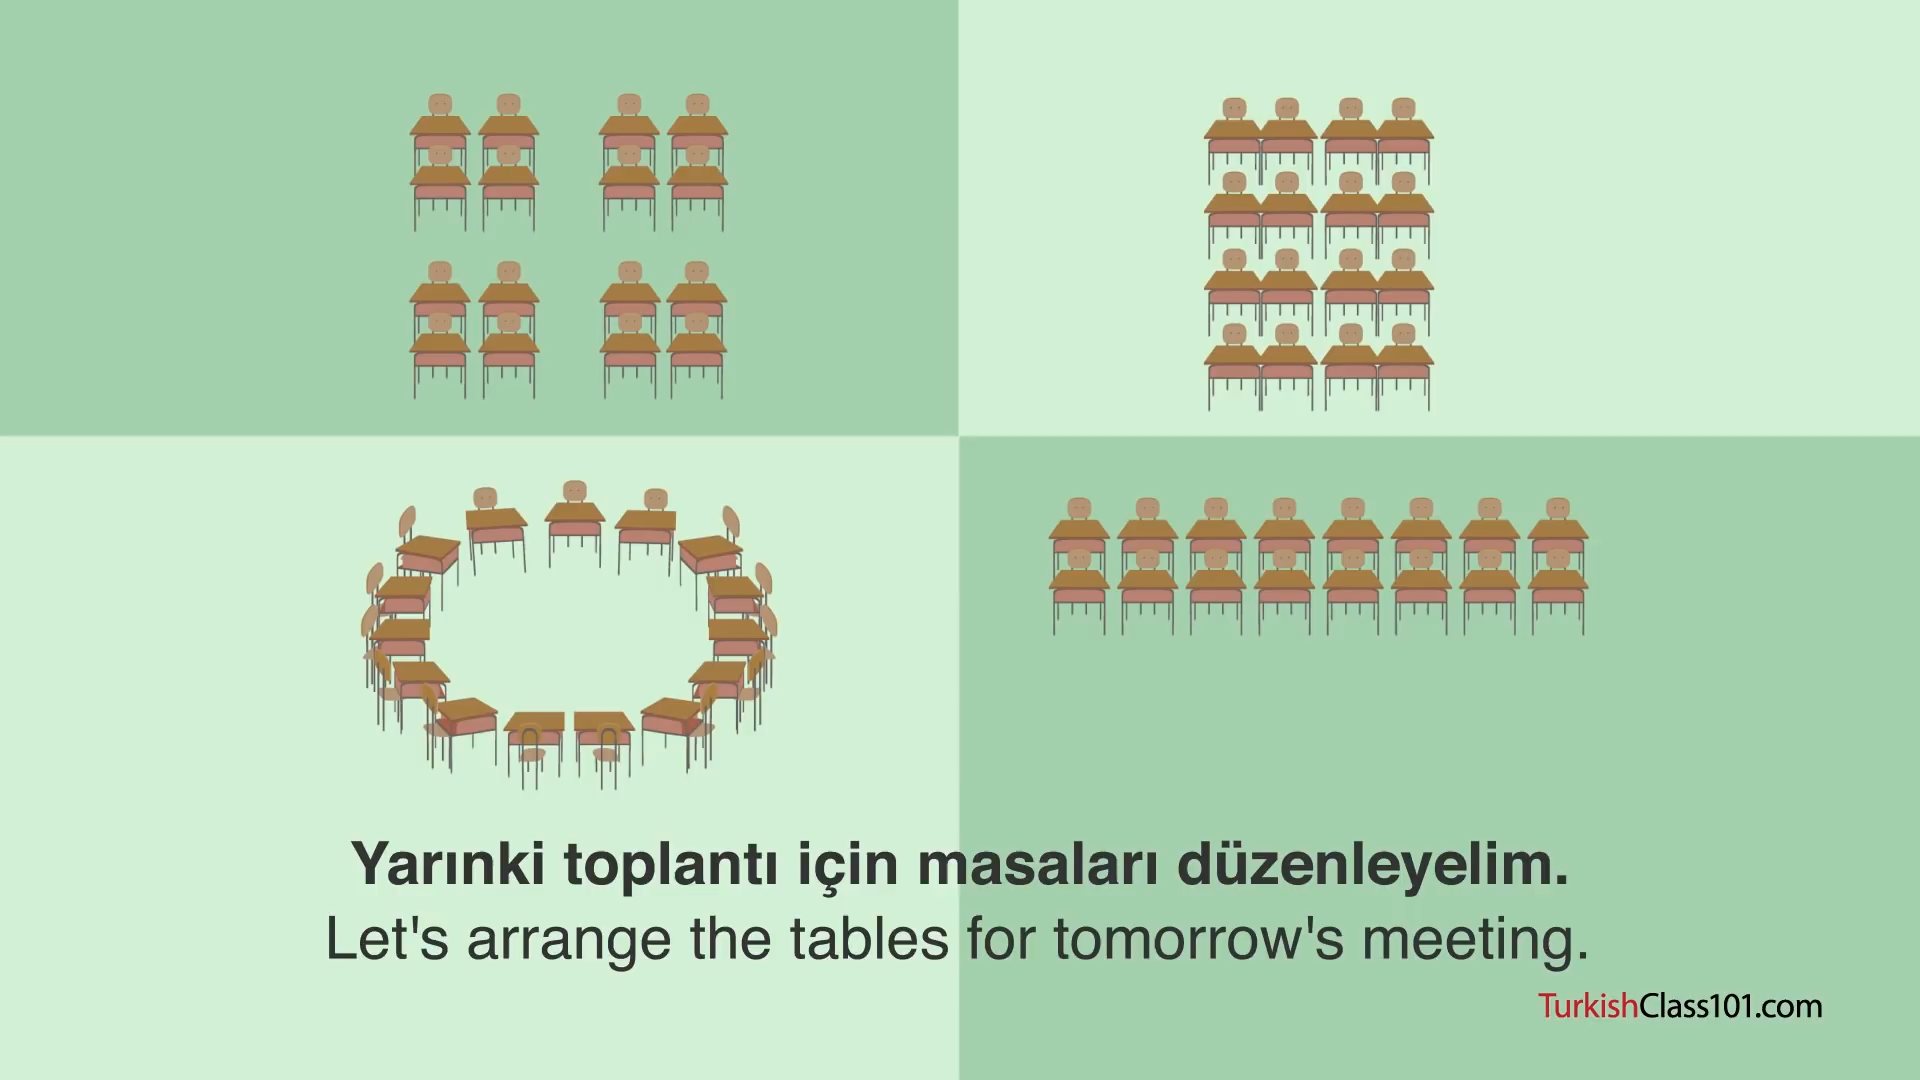 Yarınki toplantı için masaları düzenleyelim.
Let's arrange the tables for tomorrow's meeting.
TurkishClass101.com